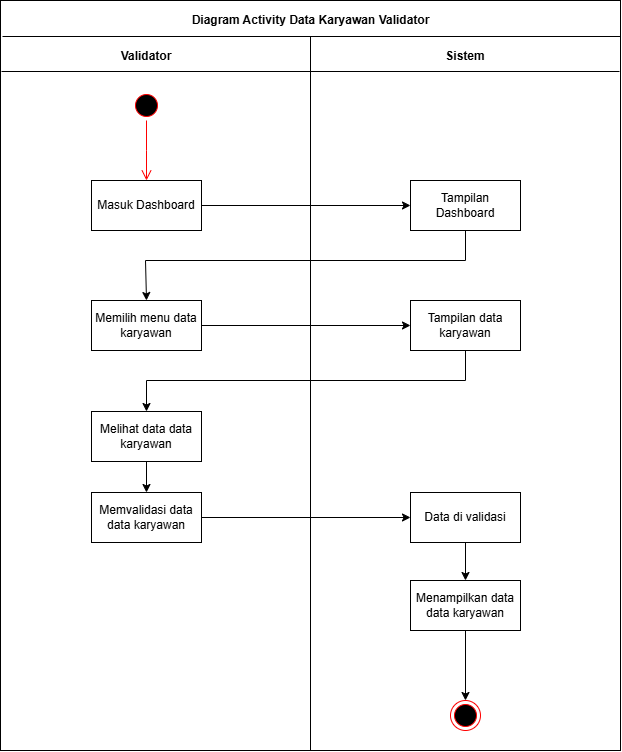 Diagram Activity Data Karyawan Validator
Validator
Sistem
Masuk Dashboard
Tampilan
Dashboard
Memilih menu data
karyawan
Tampilan data
karyawan
Melihat data data
karyawan
Memvalidasi data
data karyawan
Data di validasi
Menampilkan data
data karyawan